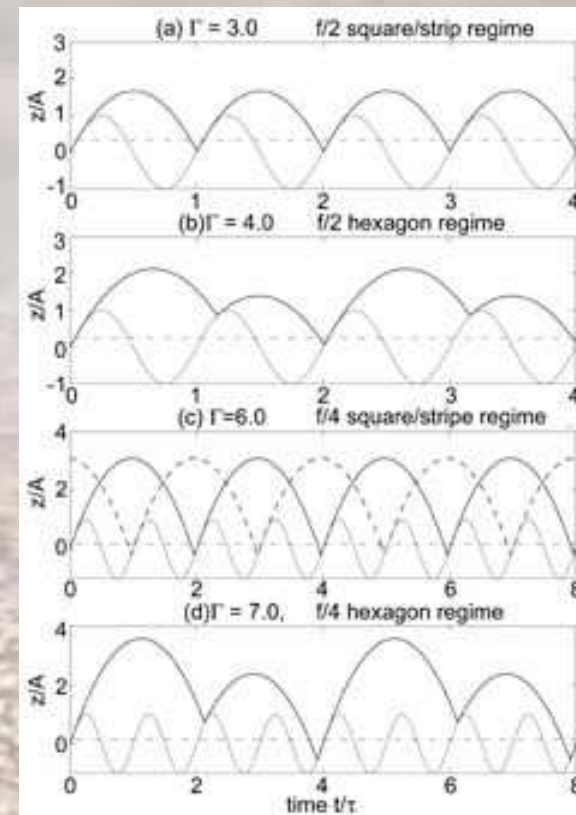 (a) Γ = 3.0 f/2 square/strip regime
3
2
1
0
-1
z/A
0 1 2 3 4
(b)Γ = 4.0 f/2 hexagon regime
3
2
1
0
-1
z/A
0 1 2 3 4
(c) Γ=6.0 f/4 square/stripe regime
4
2
0
z/A
0 2 4 6 8
(d)Γ = 7.0, f/4 hexagon regime
4
2
0
z/A
0 2 4 6 8
time t/τ